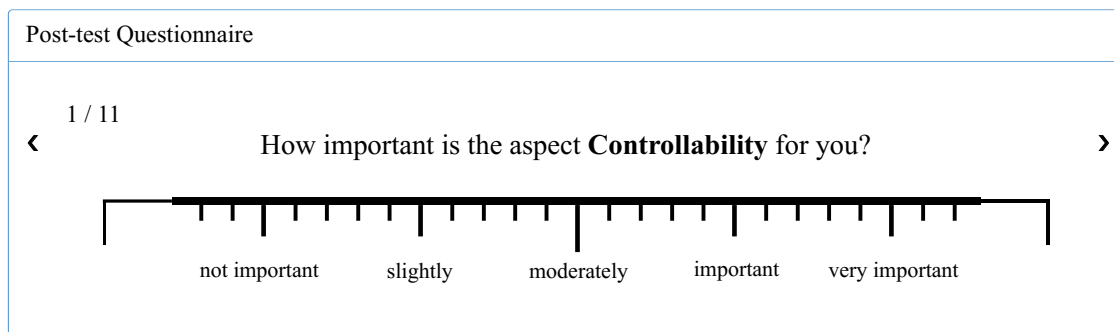 Post-test Questionnaire
1 / 11
‹
How important is the aspect Controllability for you?
›
not important slightly moderately important very important